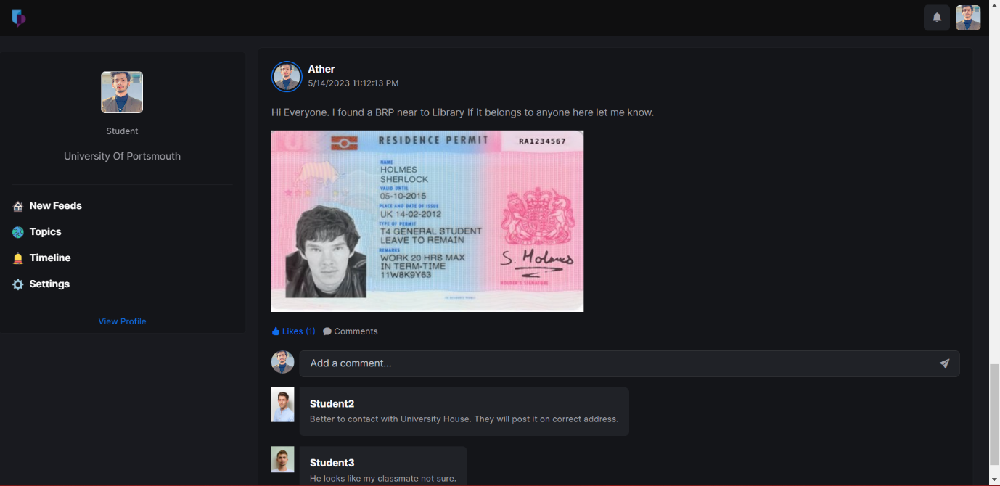 Student
University Of Portsmouth
New Feeds
Topics
Timeline
Settings
View Profile
Ather
5/14/2023 11:12:13 PM
Hi Everyone. I found a BRP near to Library If it belongs to anyone here let me know.
RESIDENCE PERMIT
RA1234567
NAME
HOLMES
SHERLOCK
VALID UNTIL
05-10-2015
PLACE AND DATE OF ISSUE
UK 14-02-2012
TYPE OF PERMIT
T4 GENERAL STUDENT
LEAVE TO REMAIN
REMARKS
WORK 20 HRS MAX
IN TERM-TIME
11W8K9Y63
S. Holmes
HOLDER'S SIGNATURE
Likes (1) Comments
Add a comment...
Student2
Better to contact with University House. They will post it on correct address.
Student3
He looks like my classmate not sure.